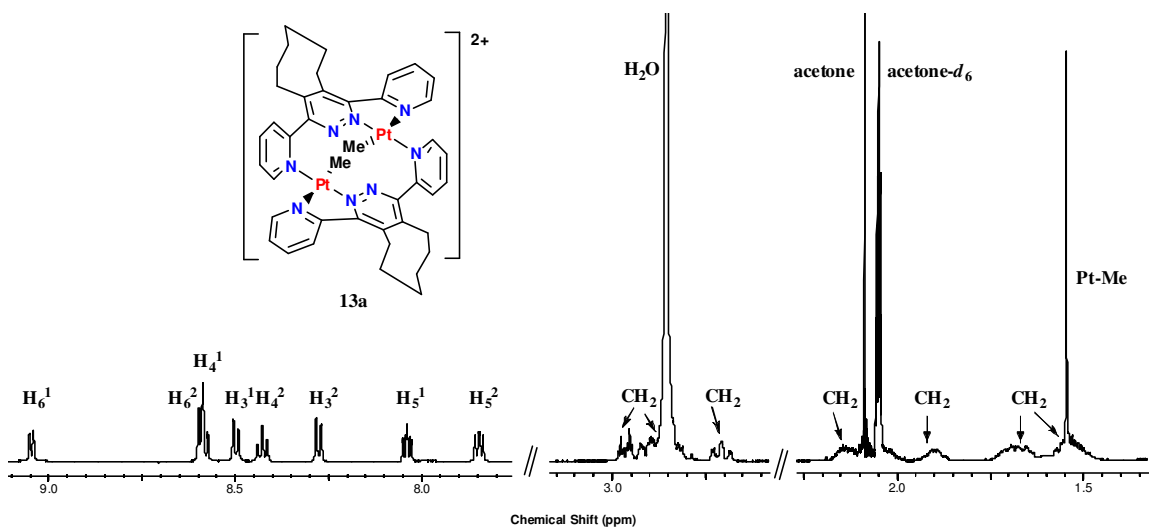 2+
N N N Pt
Me
N Me N
Pt N N
N
13a
H₂O
acetone acetone-d₆
Pt-Me
H₄¹
H₆¹ H₆² H₃¹ H₄² H₃² H₅¹ H₅²
CH₂ CH₂ CH₂ CH₂ CH₂
9.0 8.5 8.0 3.0 2.0 1.5
Chemical Shift (ppm)